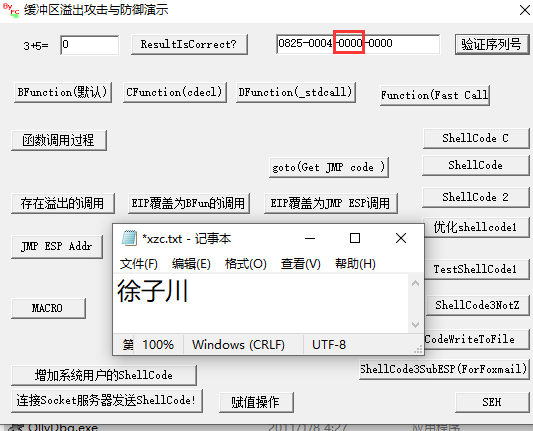 By rc 缓冲区溢出攻击与防御演示
3+5= 0 ResultIsCorrect? 0825-0004-0000-0000 验证序列号
BFunction(默认) CFunction(cdecl) DFunction(_stdcall) Function(Fast Call
函数调用过程 ShellCode C
goto(Get JMP code ) ShellCode
存在溢出的调用 EIP覆盖为BFun的调用 EIP覆盖为JMP ESP调用 ShellCode 2
优化shellcode1
*xzc.txt - 记事本
JMP ESP Addr
文件(F) 编辑(E) 格式(O) 查看(V) 帮助(H)
徐子川
TestShellCode1
MACRO ShellCode3NotZ
第 100% Windows (CRLF) UTF-8
CodeWriteToFile
增加系统用户的ShellCode ShellCode3SubESP(ForFoxmail)
连接Socket服务器发送ShellCode! 赋值操作 SEH
OllyDbg.exe 2011/1/8 4:27 应用程序